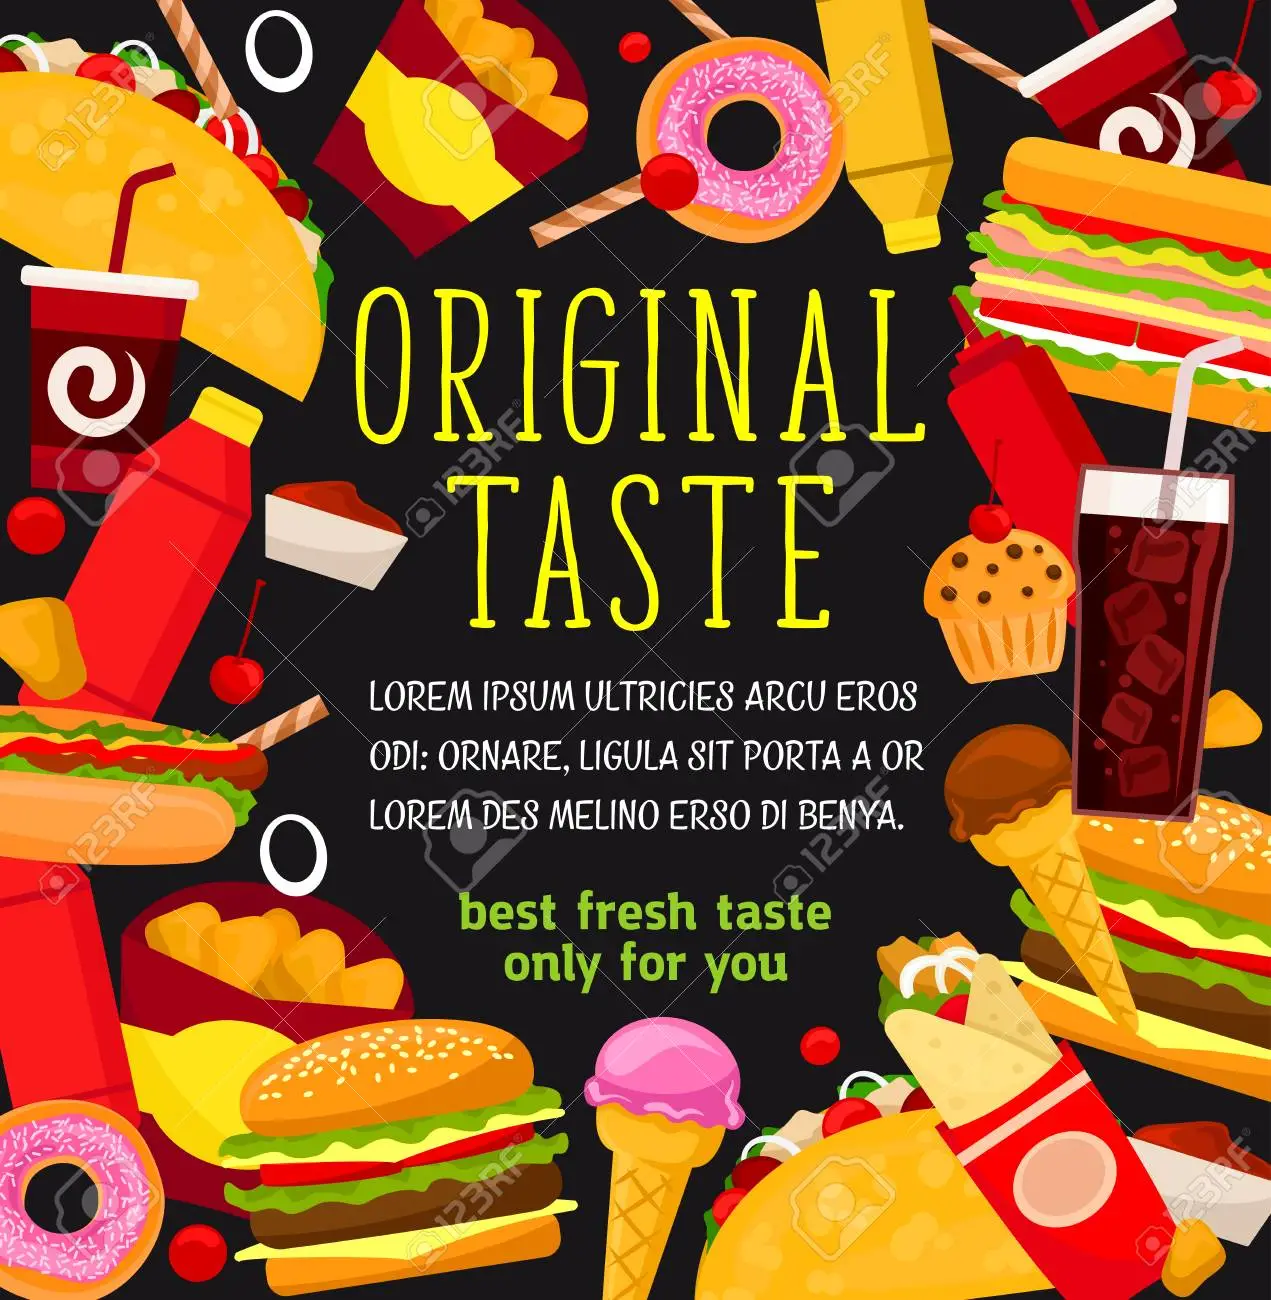 ORIGINAL
TASTE
LOREM IPSUM ULTRICIES ARCU EROS
ODI: ORNARE, LIGULA SIT PORTA A OR
LOREM DES MELINO ERSO DI BENYA.
best fresh taste
only for you
123RF